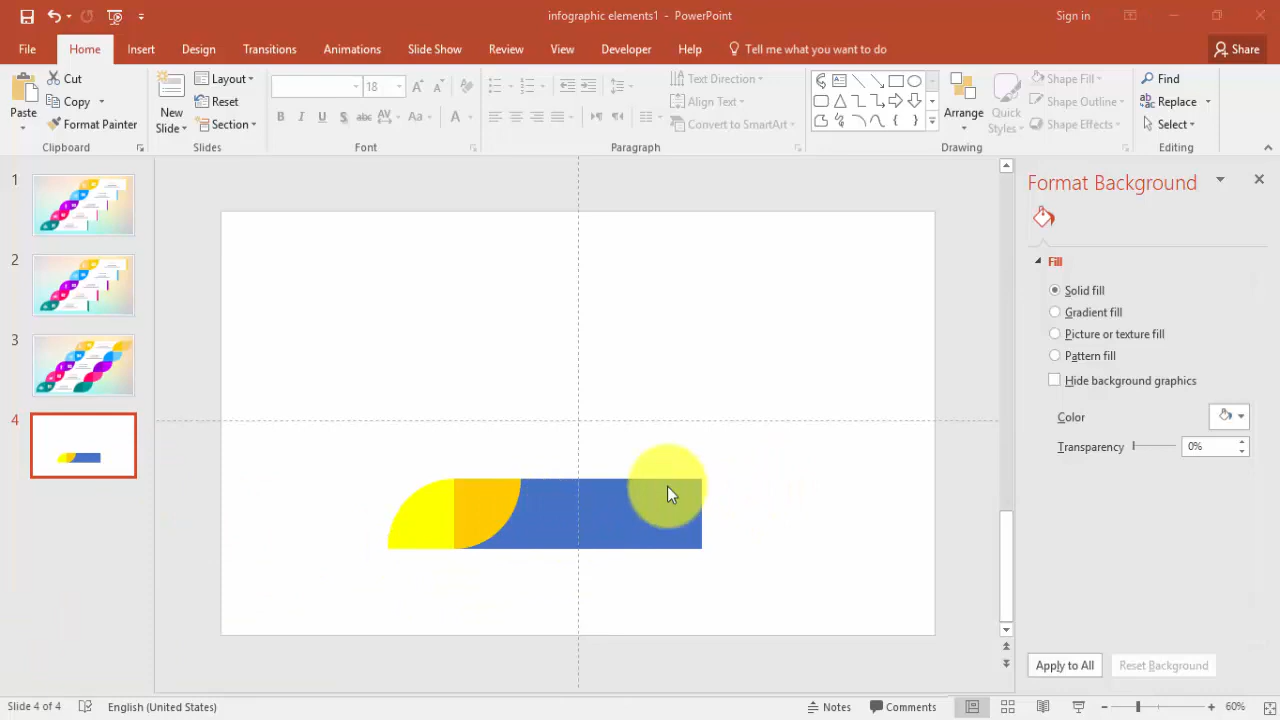 infographic elements1 - PowerPoint
Sign in
File Home Insert Design Transitions Animations Slide Show Review View Developer Help Tell me what you want to do Share
Paste
Cut
Copy
Format Painter
Clipboard
New
Slide
Layout
Reset
Section
Slides
18
B I U S abc AV Aa A
Font
Text Direction
Align Text
Convert to SmartArt
Paragraph
Arrange
Quick
Styles
Shape Fill
Shape Outline
Shape Effects
Drawing
Find
Replace
Select
Editing
1
2
3
4
Format Background
Fill
Solid fill
Gradient fill
Picture or texture fill
Pattern fill
Hide background graphics
Color
Transparency 0%
Apply to All Reset Background
Slide 4 of 4 English (United States) Notes Comments 60%